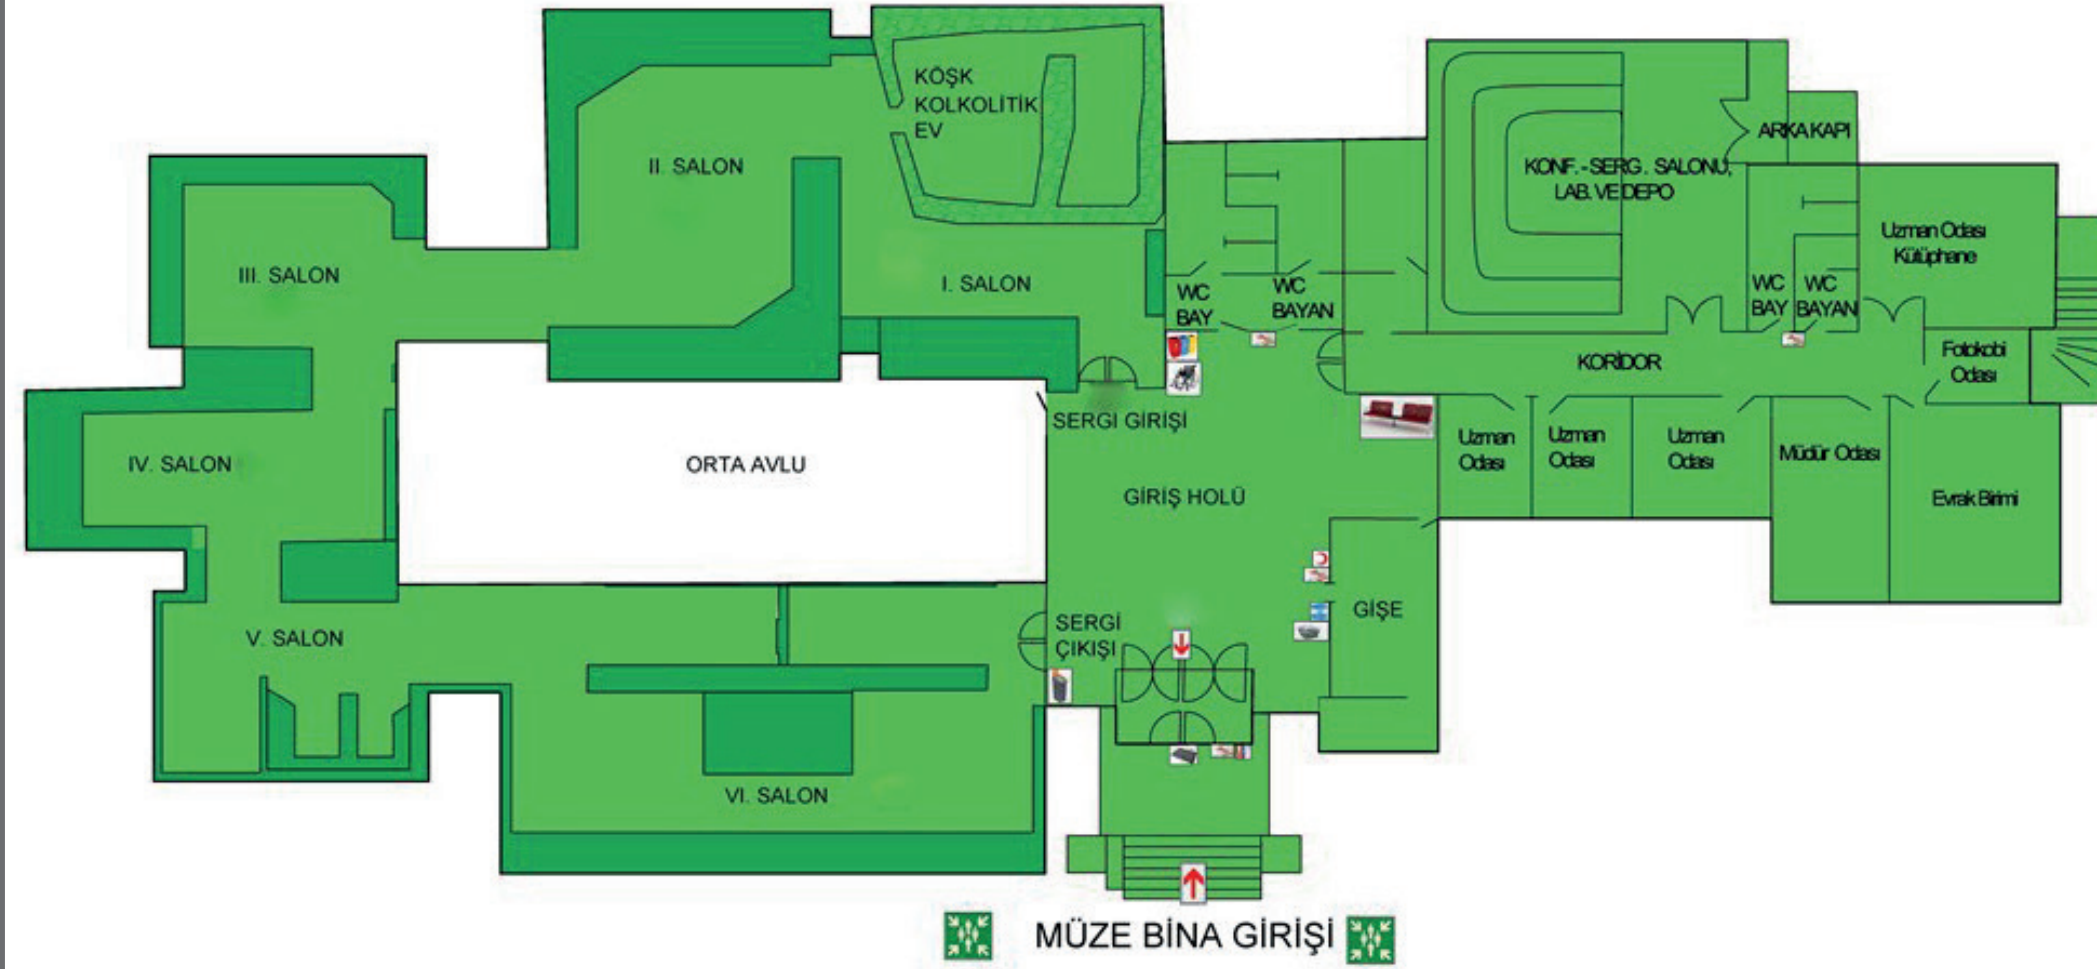 KÖŞK
KOLKOLİTİK
EV
II. SALON
III. SALON
I. SALON
IV. SALON
ORTA AVLU
V. SALON
VI. SALON
WC
BAY
WC
BAYAN
KONF. - SERG. SALONU,
LAB. VE DEPO
ARKA KAPI
WC
BAY
WC
BAYAN
Uzman Odası
Kütüphane
KORİDOR
Fotokobi
Odası
SERGİ GİRİŞİ
GİRİŞ HOLÜ
Uzman
Odası
Uzman
Odası
Uzman
Odası
Müdür Odası
Evrak Birimi
SERGİ
ÇIKIŞI
GİŞE
MÜZE BİNA GİRİŞİ